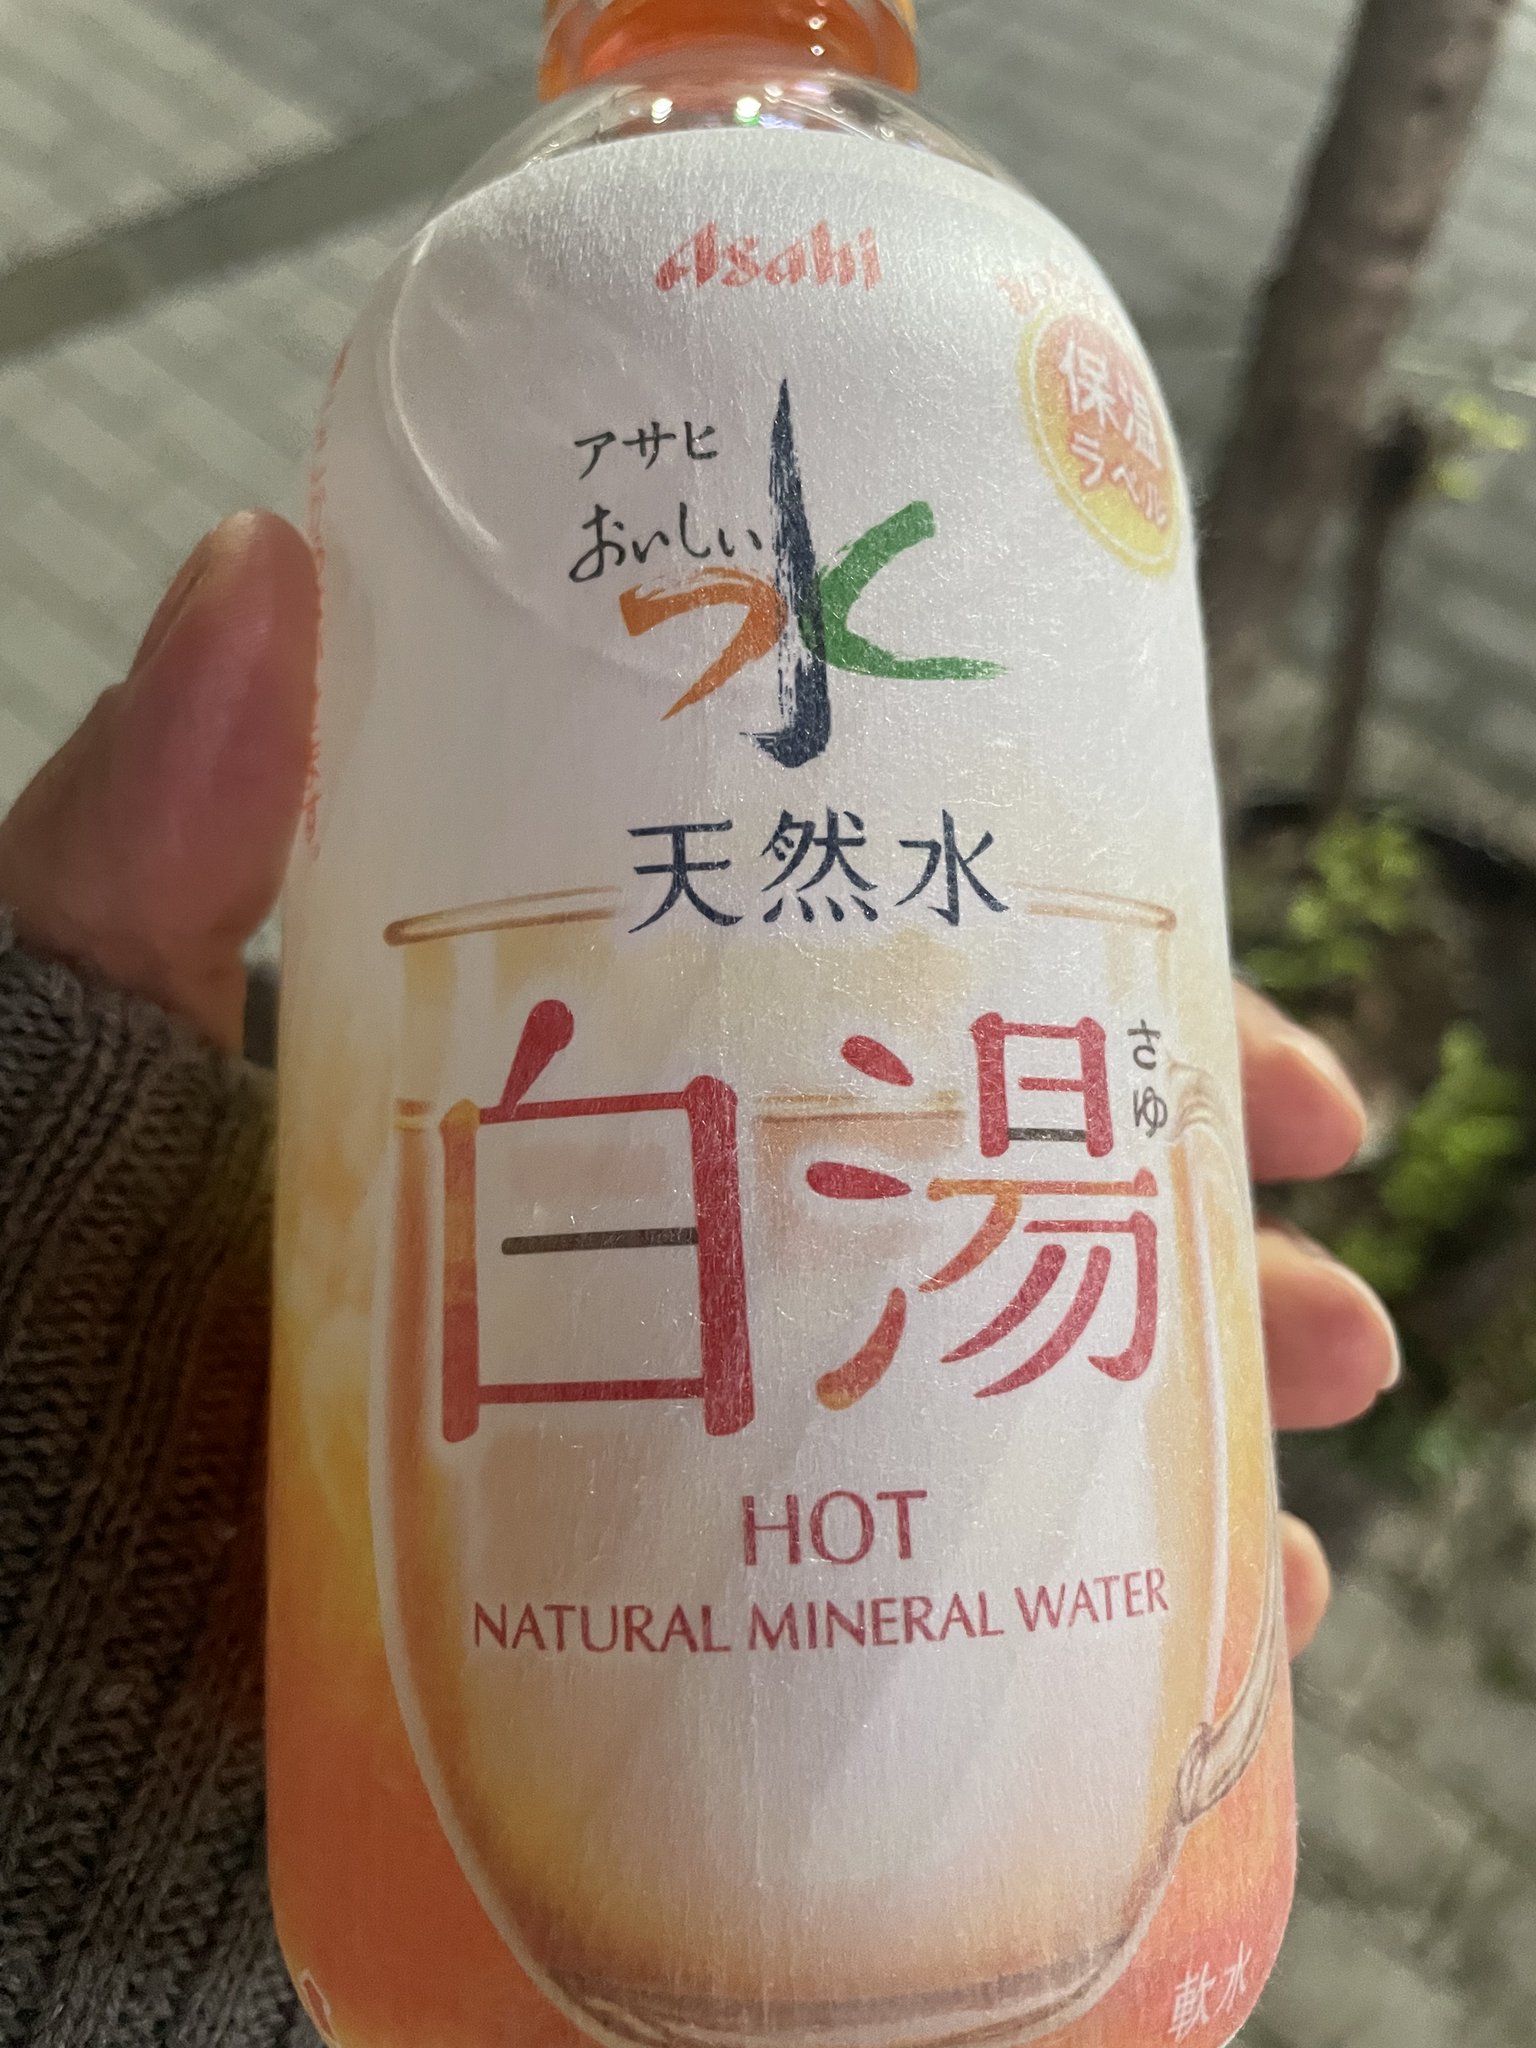 Asahi
保温
ラベル
アサヒ
おいしい水
天然水
白湯
さゆ
HOT
NATURAL MINERAL WATER
軟水